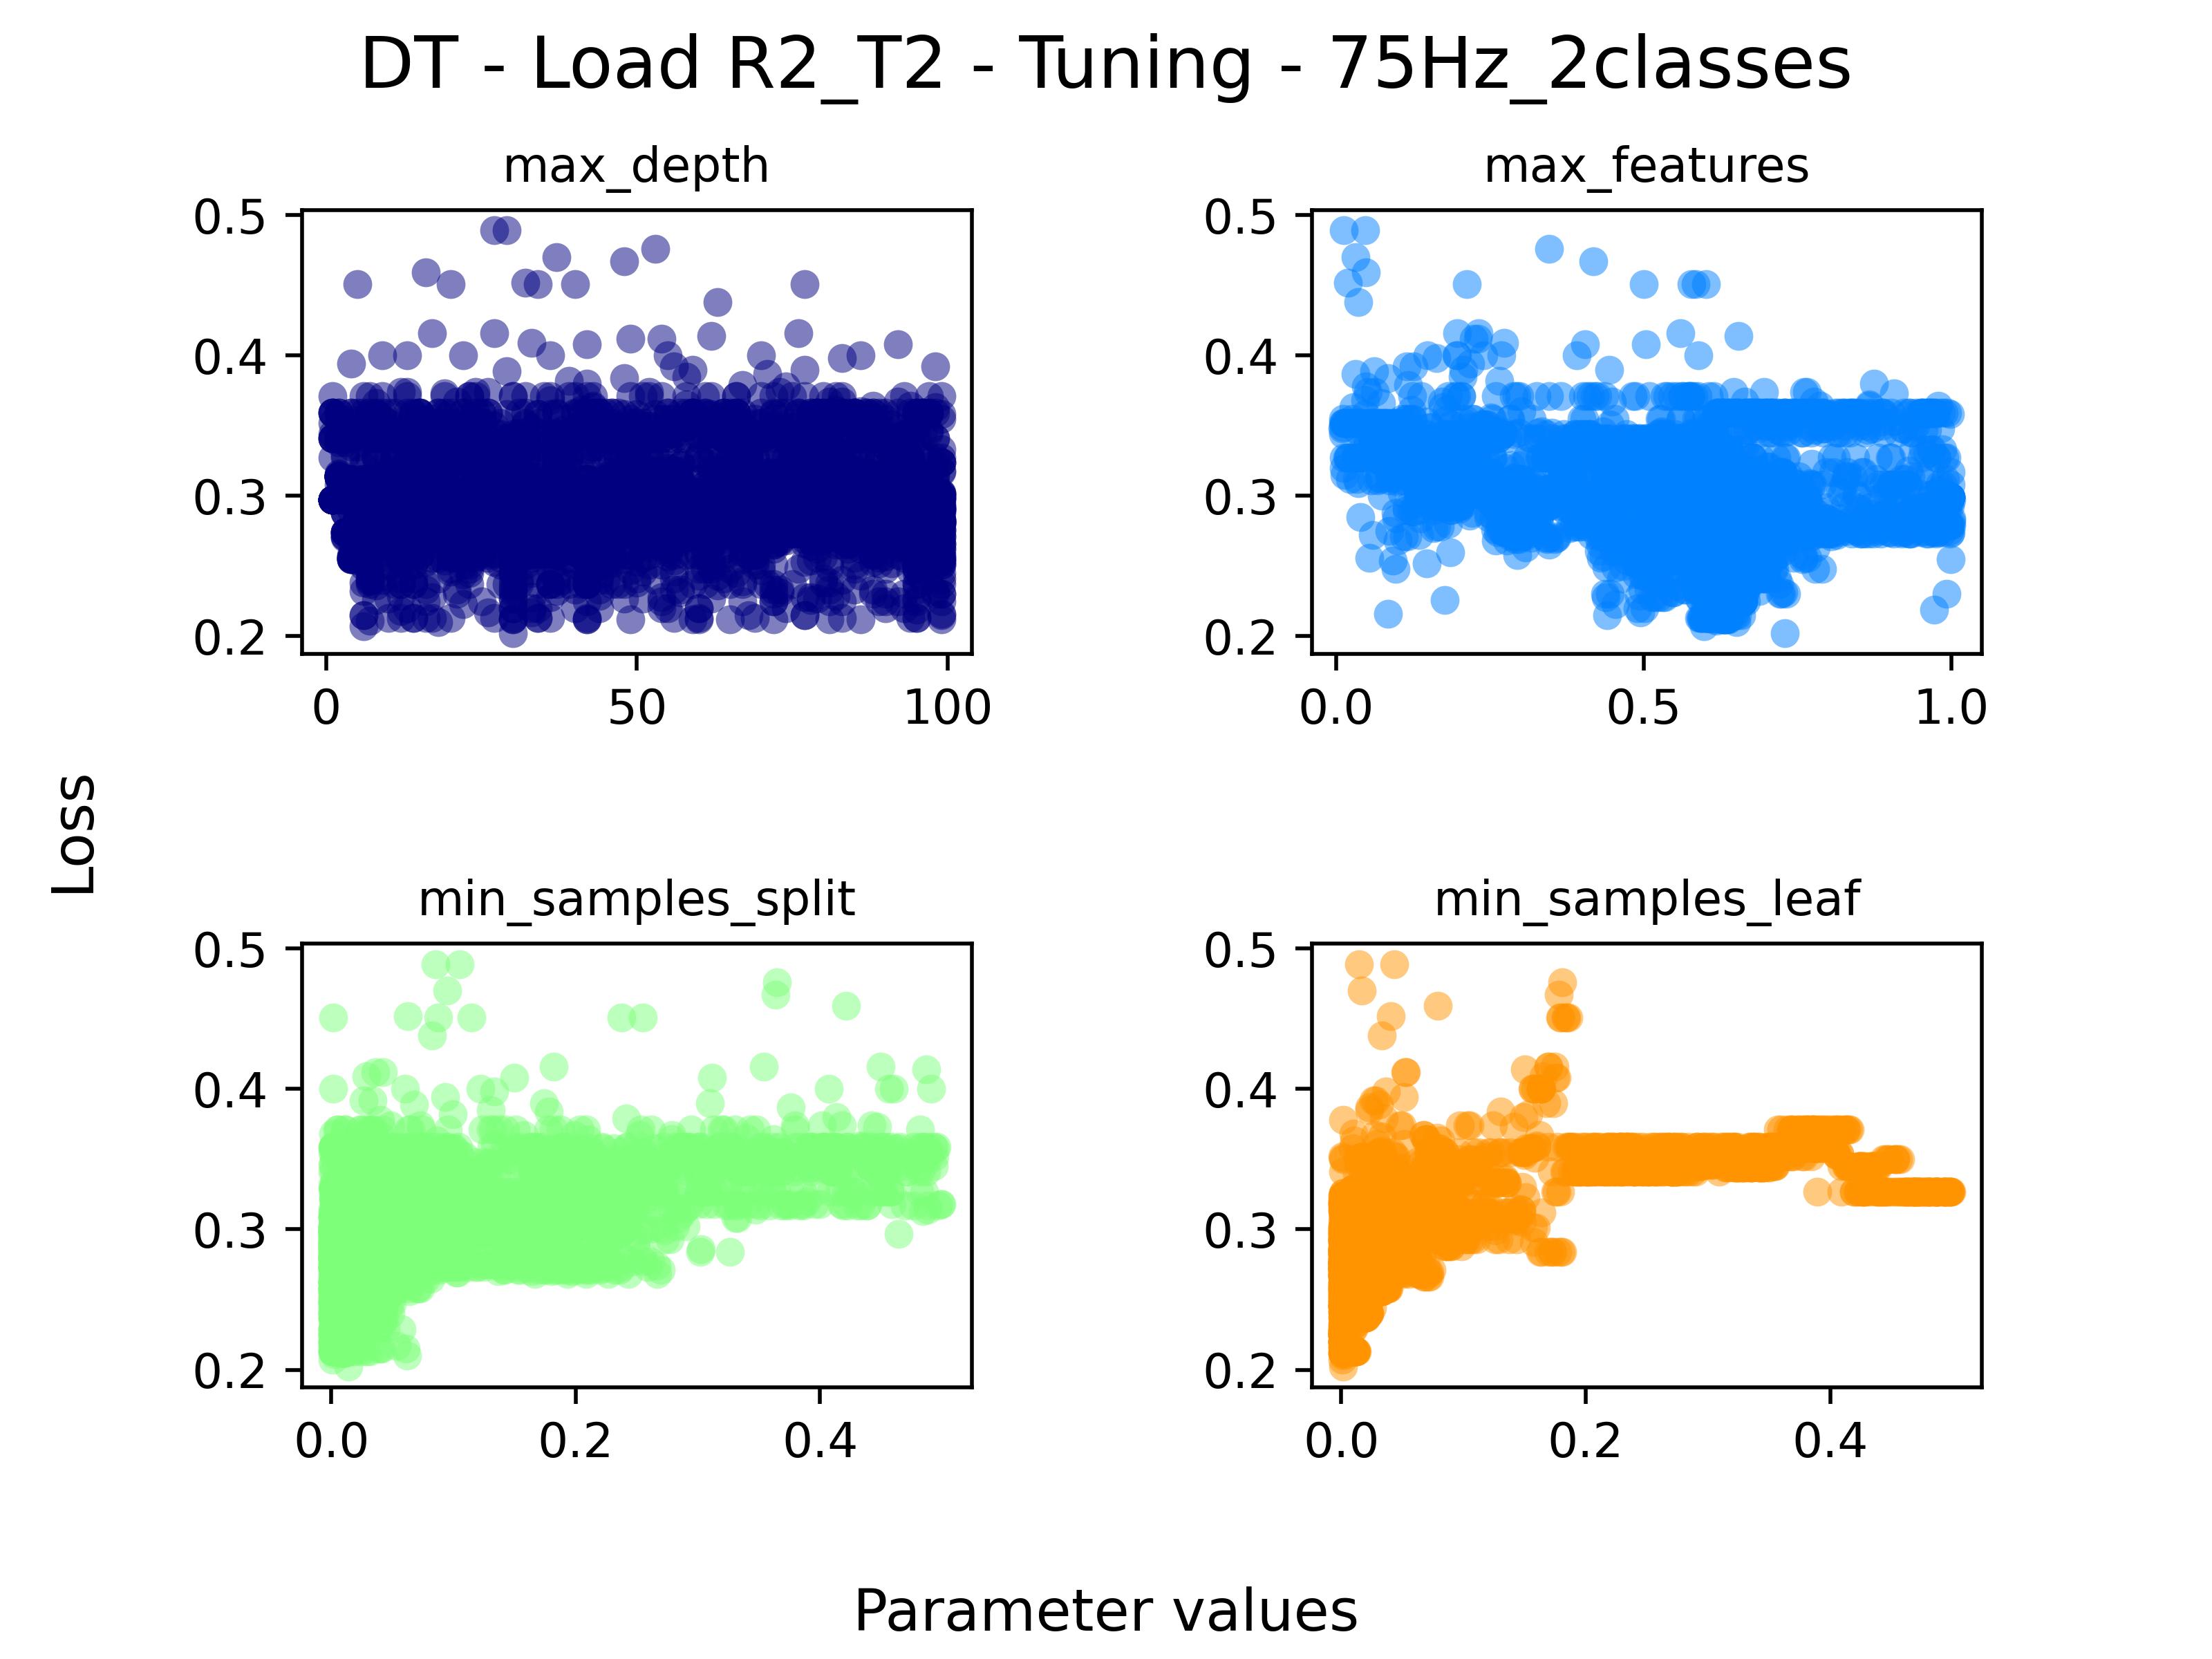 DT - Load R2_T2 - Tuning - 75Hz_2classes
max_depth
0.5
0.4
0.3
0.2
0 50 100
max_features
0.5
0.4
0.3
0.2
0.0 0.5 1.0
Loss
min_samples_split
0.5
0.4
0.3
0.2
0.0 0.2 0.4
min_samples_leaf
0.5
0.4
0.3
0.2
0.0 0.2 0.4
Parameter values